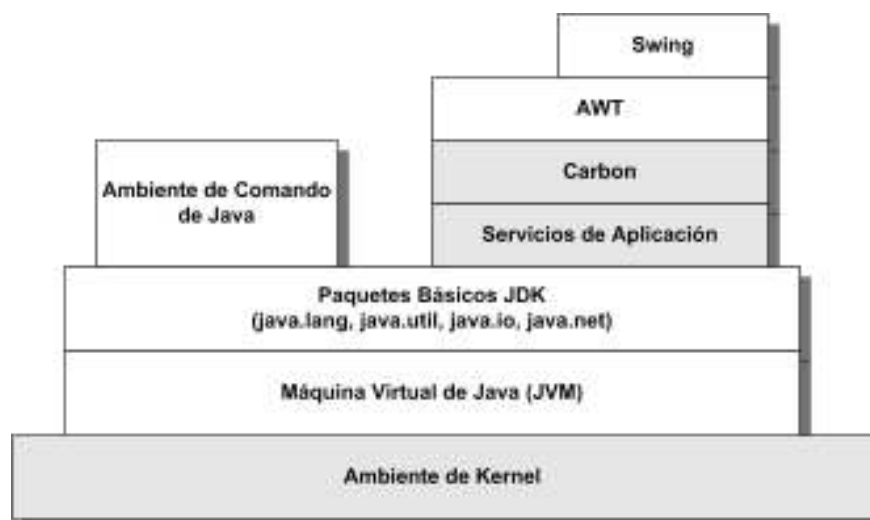 Swing
AWT
Carbon
Servicios de Aplicación
Ambiente de Comando
de Java
Paquetes Básicos JDK
(java.lang, java.util, java.io, java.net)
Máquina Virtual de Java (JVM)
Ambiente de Kernel